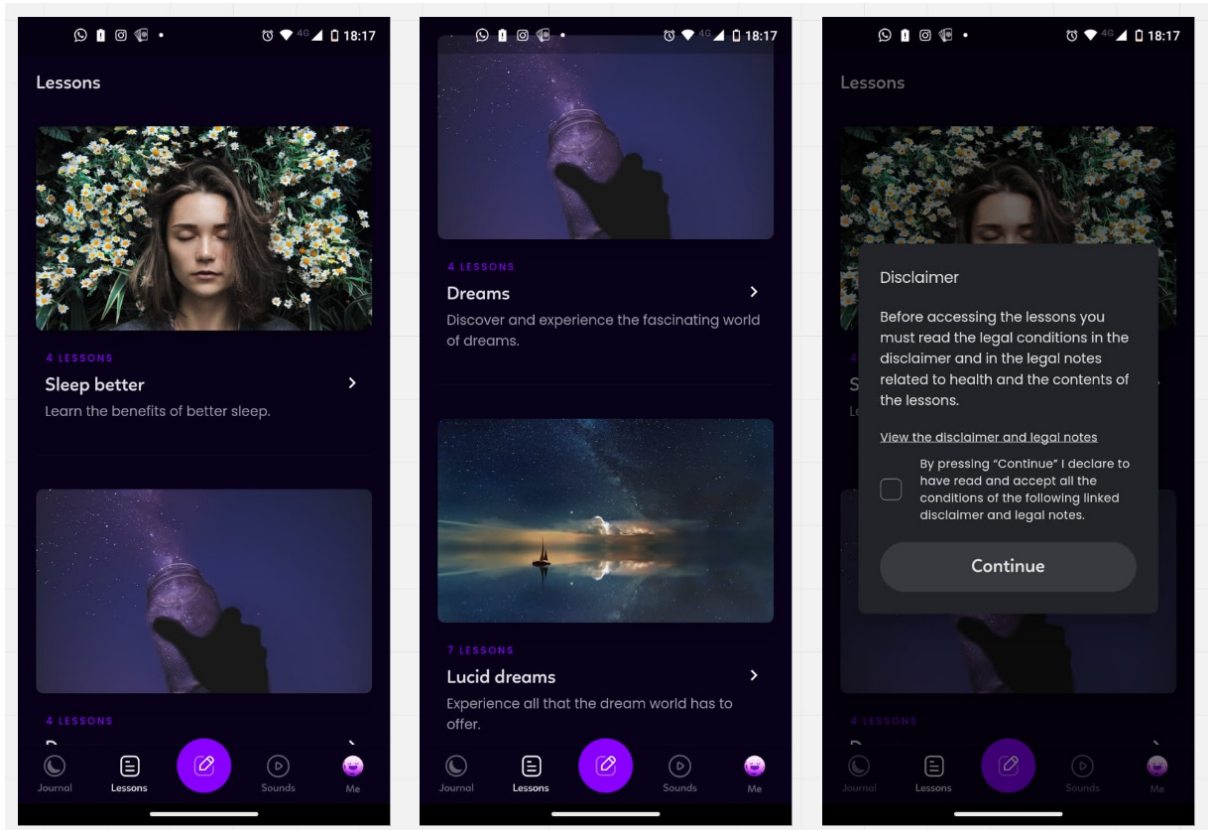 4G 18:17
Lessons
4 LESSONS
Sleep better
Learn the benefits of better sleep.
4 LESSONS
Journal
Lessons
Sounds
Me
4G 18:17
4 LESSONS
Dreams
Discover and experience the fascinating world
of dreams.
7 LESSONS
Lucid dreams
Experience all that the dream world has to
offer.
Journal
Lessons
Sounds
Me
4G 18:17
Lessons
Disclaimer
Before accessing the lessons you
must read the legal conditions in the
disclaimer and in the legal notes
related to health and the contents of
the lessons.
View the disclaimer and legal notes
By pressing “Continue” I declare to
have read and accept all the
conditions of the following linked
disclaimer and legal notes.
Continue
4 LESSONS
Journal
Lessons
Sounds
Me